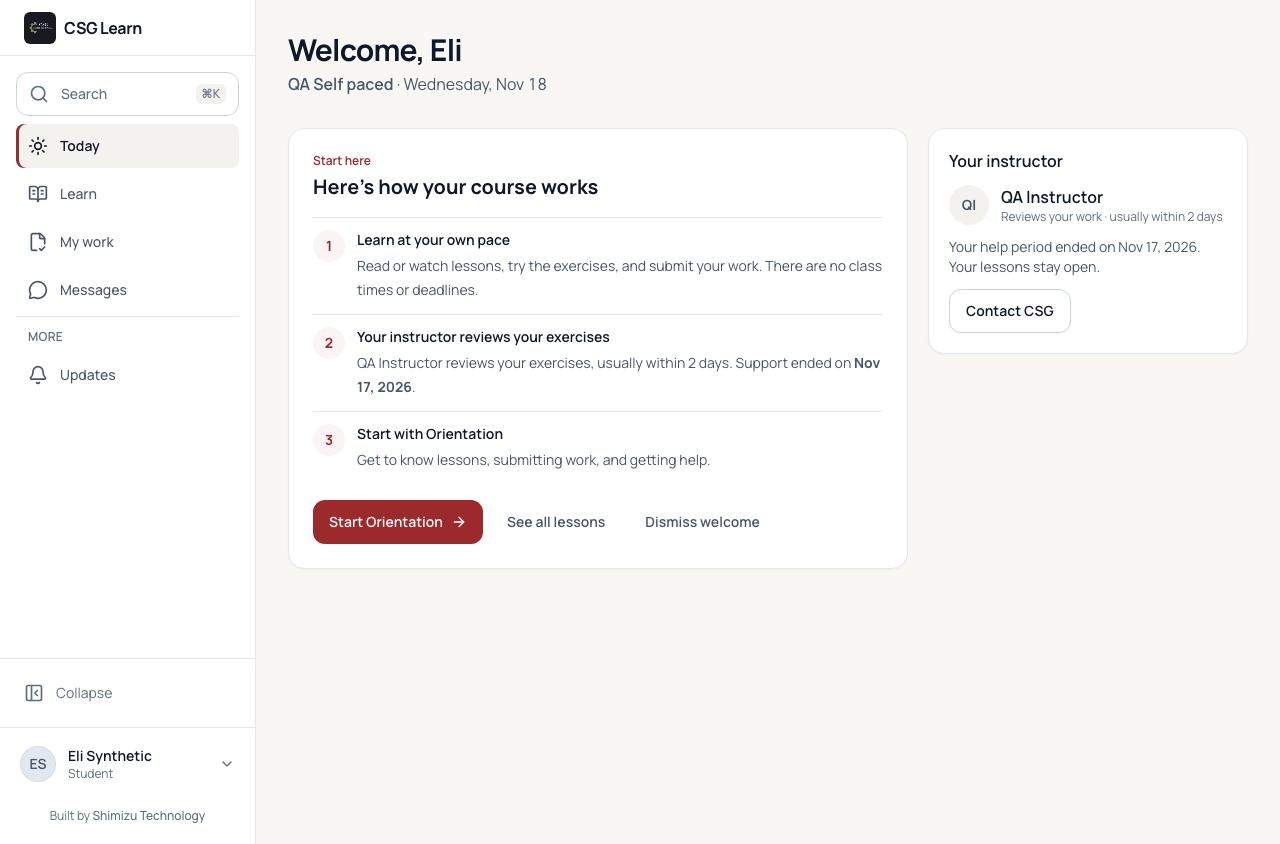 CSG Learn
Search
⌘K
Today
Learn
My work
Messages
MORE
Updates
Collapse
ES
Eli Synthetic
Student
Built by Shimizu Technology
Welcome, Eli
QA Self paced · Wednesday, Nov 18
Start here
Here's how your course works
1
Learn at your own pace
Read or watch lessons, try the exercises, and submit your work. There are no class
times or deadlines.
2
Your instructor reviews your exercises
QA Instructor reviews your exercises, usually within 2 days. Support ended on Nov
17, 2026.
3
Start with Orientation
Get to know lessons, submitting work, and getting help.
Start Orientation →
See all lessons
Dismiss welcome
Your instructor
QI
QA Instructor
Reviews your work · usually within 2 days
Your help period ended on Nov 17, 2026.
Your lessons stay open.
Contact CSG